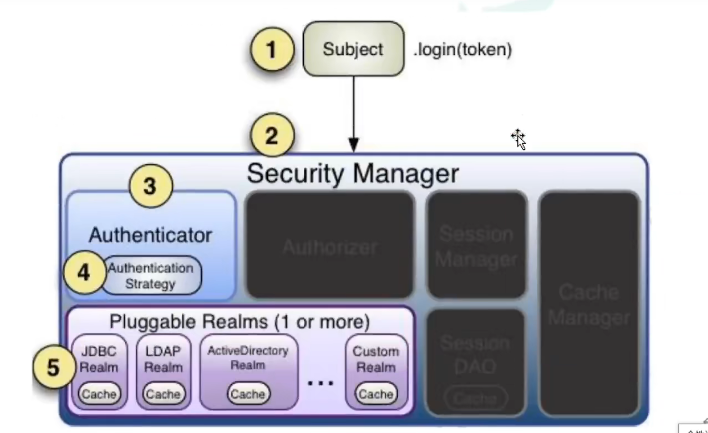 1
Subject
.login(token)
2
Security Manager
3
Authenticator
Authorizer
Session
Manager
4
Authentication
Strategy
Cache
Manager
Pluggable Realms (1 or more)
5
JDBC
Realm
Cache
LDAP
Realm
Cache
ActiveDirectory
Realm
Cache
...
Custom
Realm
Cache
Session
DAO
Cache